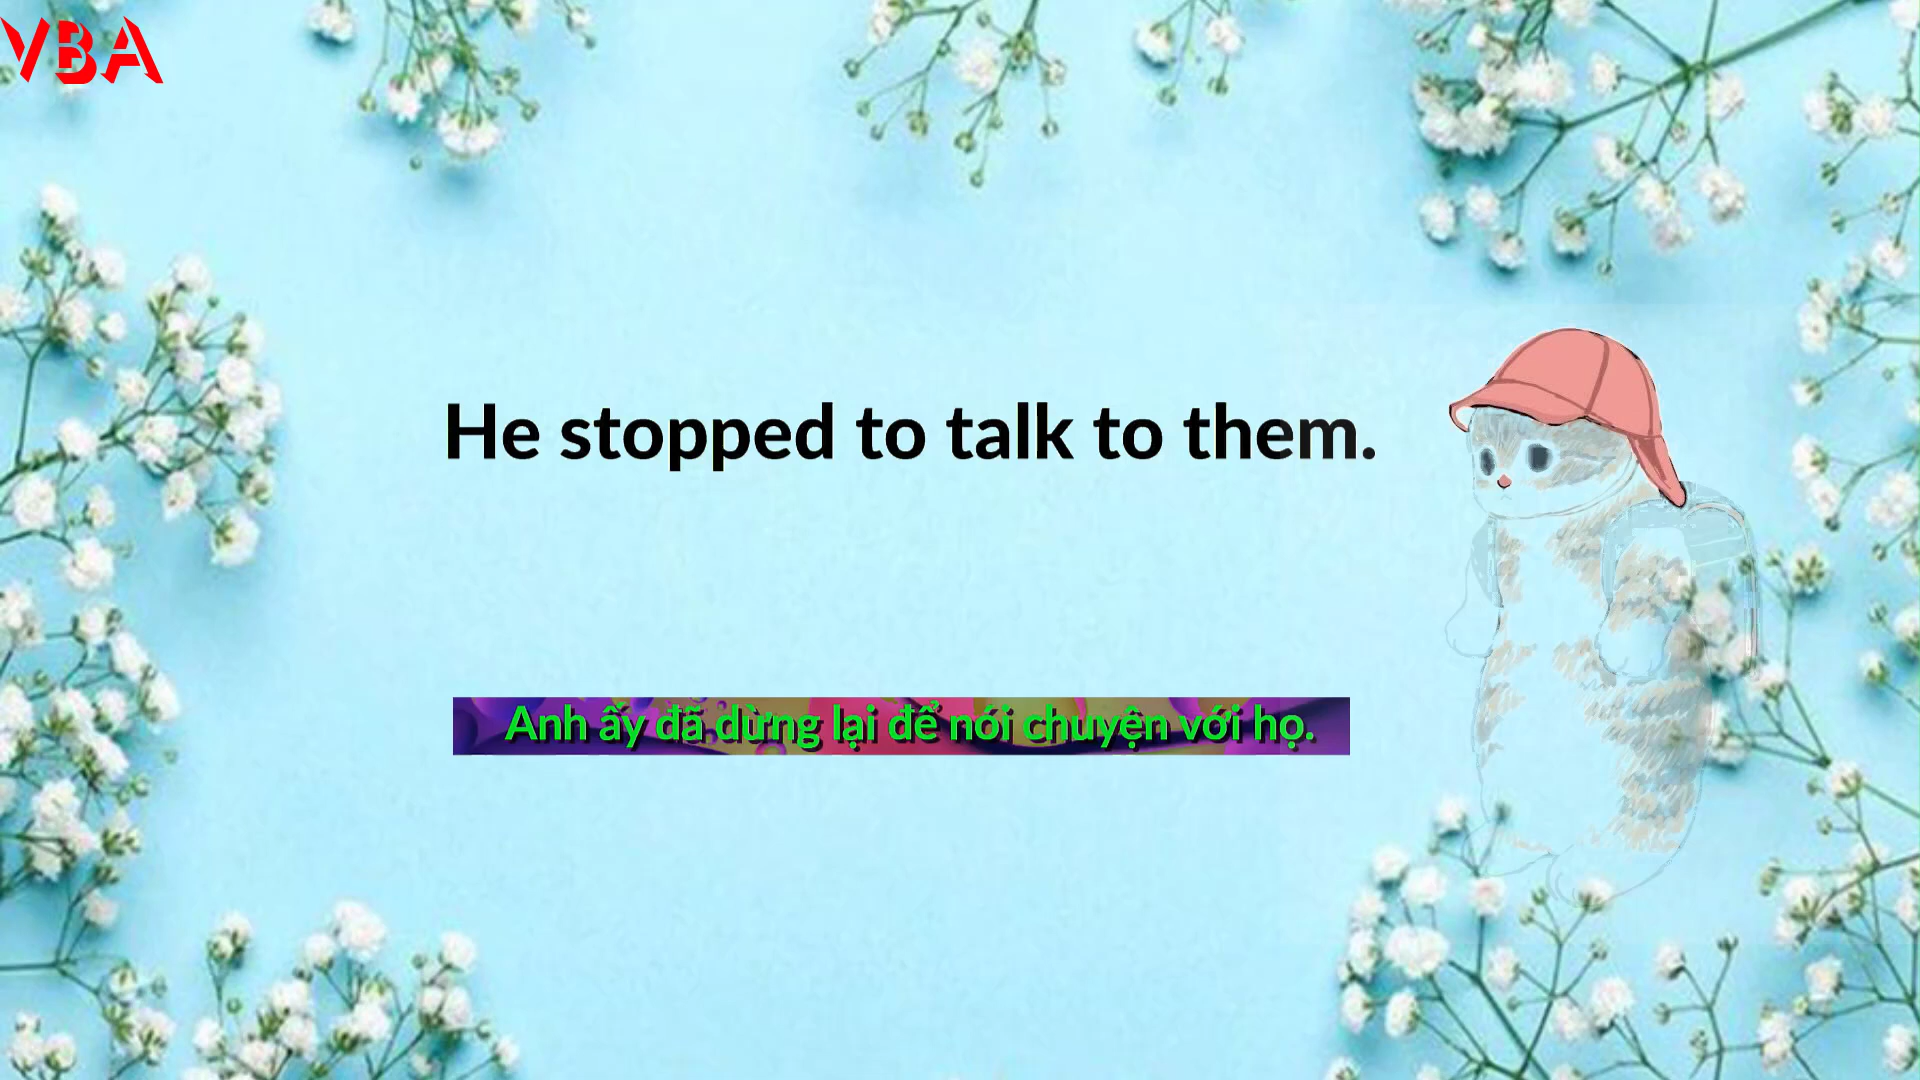 VBA
He stopped to talk to them.
Anh ấy đã dừng lại để nói chuyện với họ.